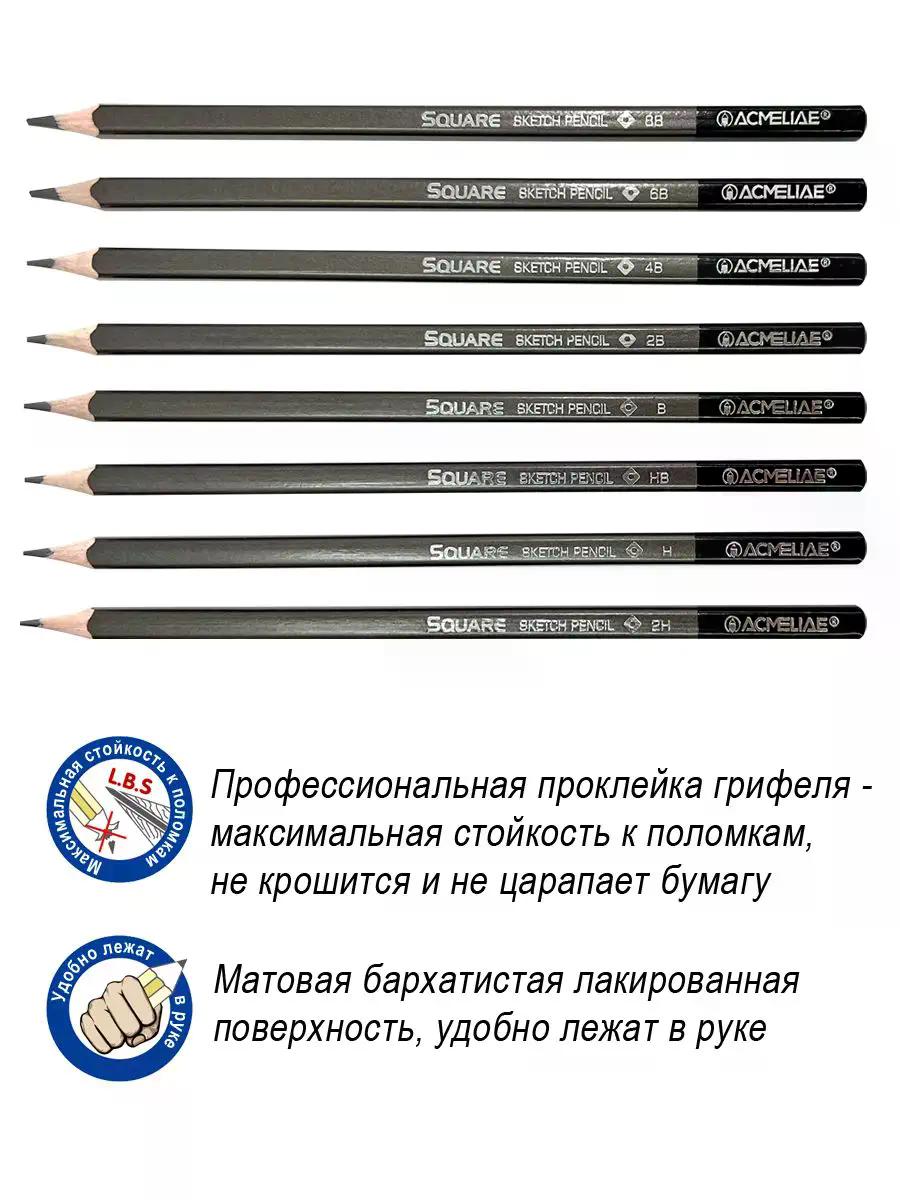 SQUARE SKETCH PENCIL 8B ACMELIAE®
SQUARE SKETCH PENCIL 6B ACMELIAE®
SQUARE SKETCH PENCIL 4B ACMELIAE®
SQUARE SKETCH PENCIL 2B ACMELIAE®
SQUARE SKETCH PENCIL B ACMELIAE®
SQUARE SKETCH PENCIL HB ACMELIAE®
SQUARE SKETCH PENCIL H ACMELIAE®
SQUARE SKETCH PENCIL 2H ACMELIAE®
Максимальная стойкость к поломкам
L.B.S
Профессиональная проклейка грифеля -
максимальная стойкость к поломкам,
не крошится и не царапает бумагу
Удобно лежат в руке
Матовая бархатистая лакированная
поверхность, удобно лежат в руке